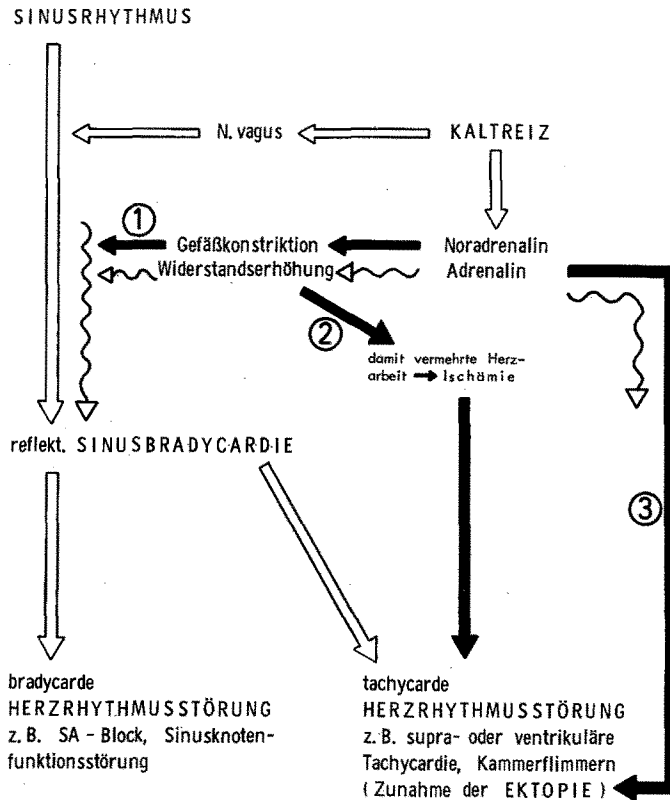 SINUSRHYTHMUS
N. vagus
KALTREIZ
①
Gefäßkonstriktion
Widerstandserhöhung
Noradrenalin
Adrenalin
②
damit vermehrte Herz-
arbeit → Ischämie
reflekt. SINUSBRADYCARDIE
③
bradycarde
HERZRHYTHMUSSTÖRUNG
z. B. SA - Block, Sinusknoten-
funktionsstörung
tachycarde
HERZRHYTHMUSSTÖRUNG
z. B. supra- oder ventrikuläre
Tachycardie, Kammerflimmern
(Zunahme der EKTOPIE)